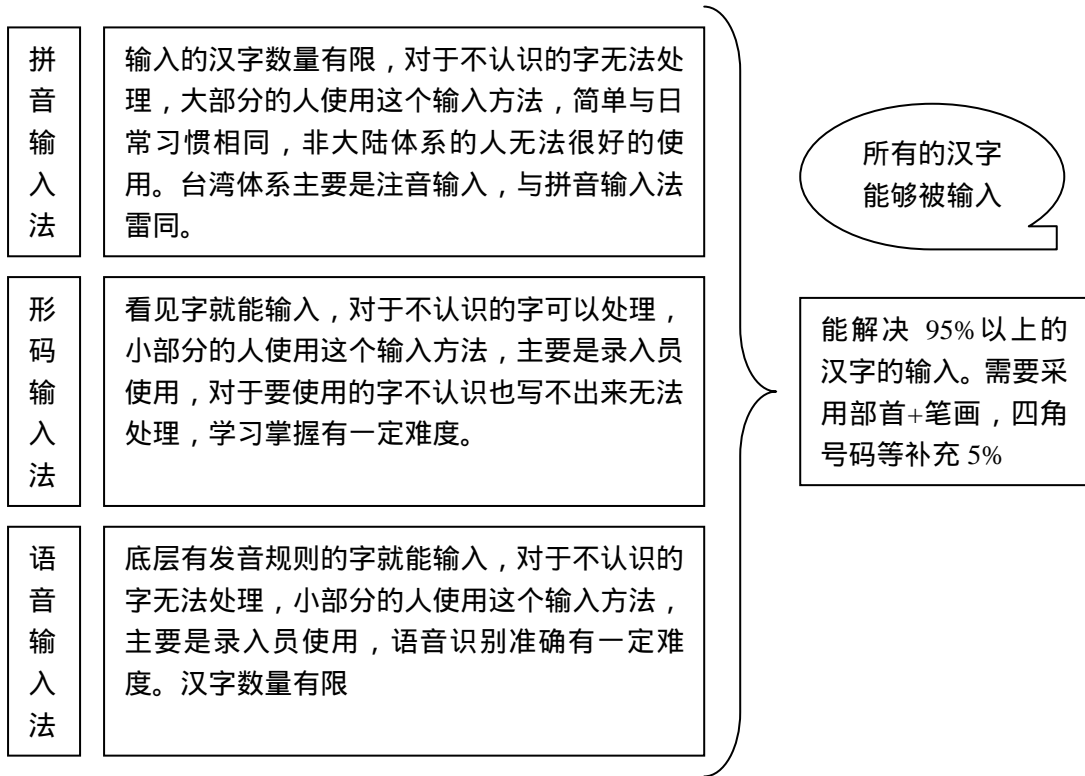 拼音输入法
输入的汉字数量有限，对于不认识的字无法处
理，大部分的人使用这个输入方法，简单与日
常习惯相同，非大陆体系的人无法很好的使
用。台湾体系主要是注音输入，与拼音输入法
雷同。
形码输入法
看见字就能输入，对于不认识的字可以处理，
小部分的人使用这个输入方法，主要是录入员
使用，对于要使用的字不认识也写不出来无法
处理，学习掌握有一定难度。
语音输入法
底层有发音规则的字就能输入，对于不认识的
字无法处理，小部分的人使用这个输入方法，
主要是录入员使用，语音识别准确有一定难
度。汉字数量有限
所有的汉字
能够被输入
能解决 95%以上的
汉字的输入。需要采
用部首+笔画，四角
号码等补充 5%